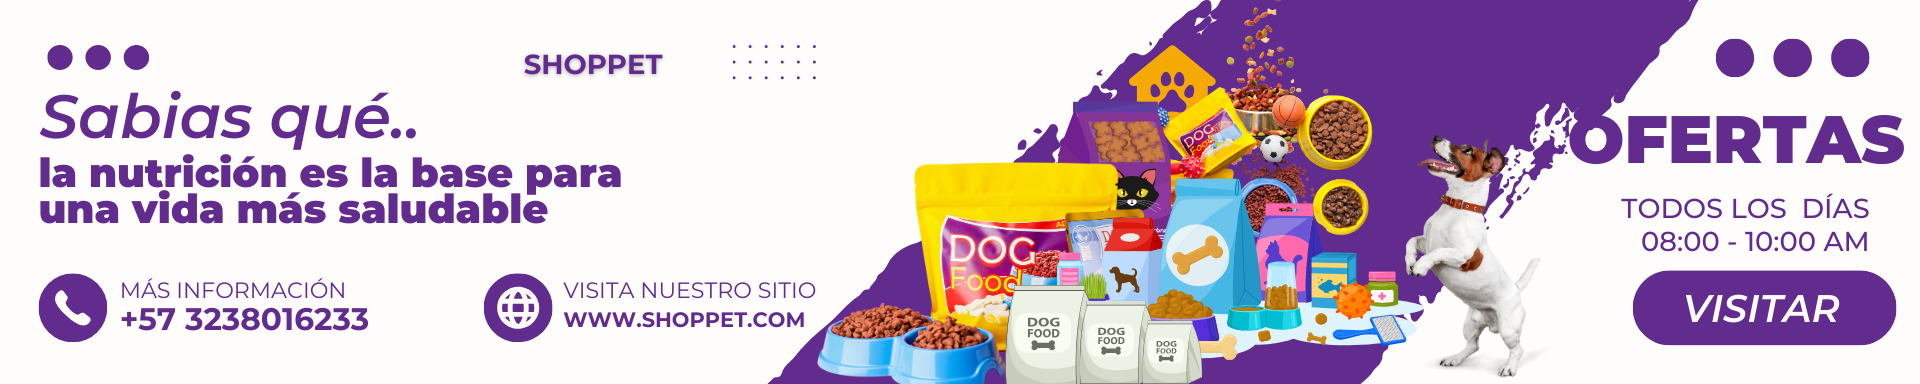 SHOPPET
Sabias qué..
la nutrición es la base para
una vida más saludable
MÁS INFORMACIÓN
+57 3238016233
VISITA NUESTRO SITIO
WWW.SHOPPET.COM
DOG
Food
DOG
Food
DOG
FOOD
DOG
FOOD
DOG
FOOD
OFERTAS
TODOS LOS DÍAS
08:00 - 10:00 AM
VISITAR